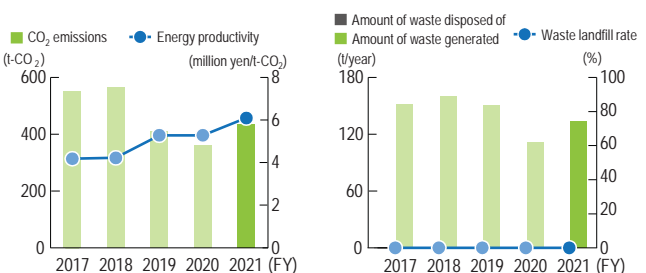 CO₂ emissions Energy productivity
(t-CO₂) (million yen/t-CO₂)
600 8
6
400
4
200
2
0 0
2017 2018 2019 2020 2021 (FY)
Amount of waste disposed of
Amount of waste generated Waste landfill rate
(t/year) (%)
180 100
80
120
60
60 40
20
0 0
2017 2018 2019 2020 2021 (FY)